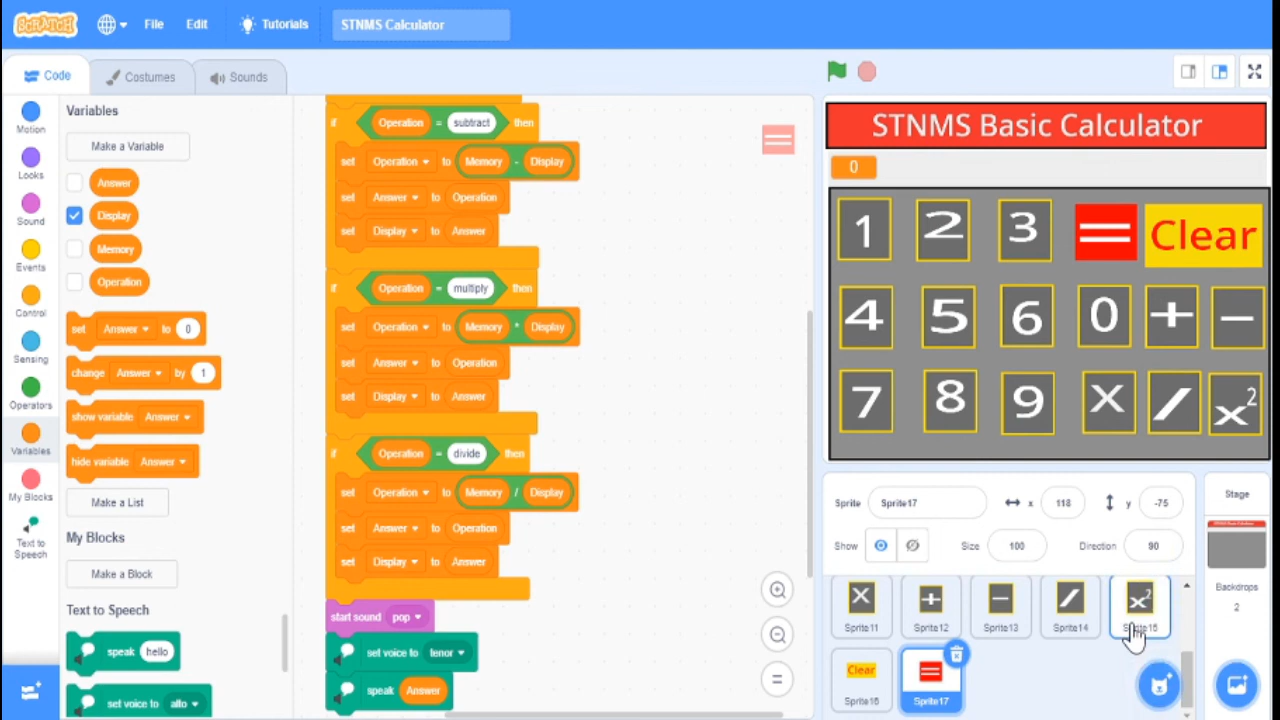 SCRATCH File Edit Tutorials STNMS Calculator
Code Costumes Sounds
Motion
Looks
Sound
Events
Control
Sensing
Operators
Variables
My Blocks
Text to
Speech
Variables
Make a Variable
Answer
Display
Memory
Operation
set Answer to 0
change Answer by 1
show variable Answer
hide variable Answer
Make a List
My Blocks
Make a Block
Text to Speech
speak hello
set voice to alto
if Operation = subtract then
set Operation to Memory - Display
set Answer to Operation
set Display to Answer
if Operation = multiply then
set Operation to Memory * Display
set Answer to Operation
set Display to Answer
if Operation = divide then
set Operation to Memory / Display
set Answer to Operation
set Display to Answer
start sound pop
set voice to tenor
speak Answer
STNMS Basic Calculator
0
1 2 3 = Clear
4 5 6 0 + −
7 8 9 X / x²
Sprite Sprite17 x 118 y -75
Show Size 100 Direction 90
X + − / x²
Sprite11 Sprite12 Sprite13 Sprite14 Sprite15
Clear =
Sprite16 Sprite17
Stage
Backdrops
2